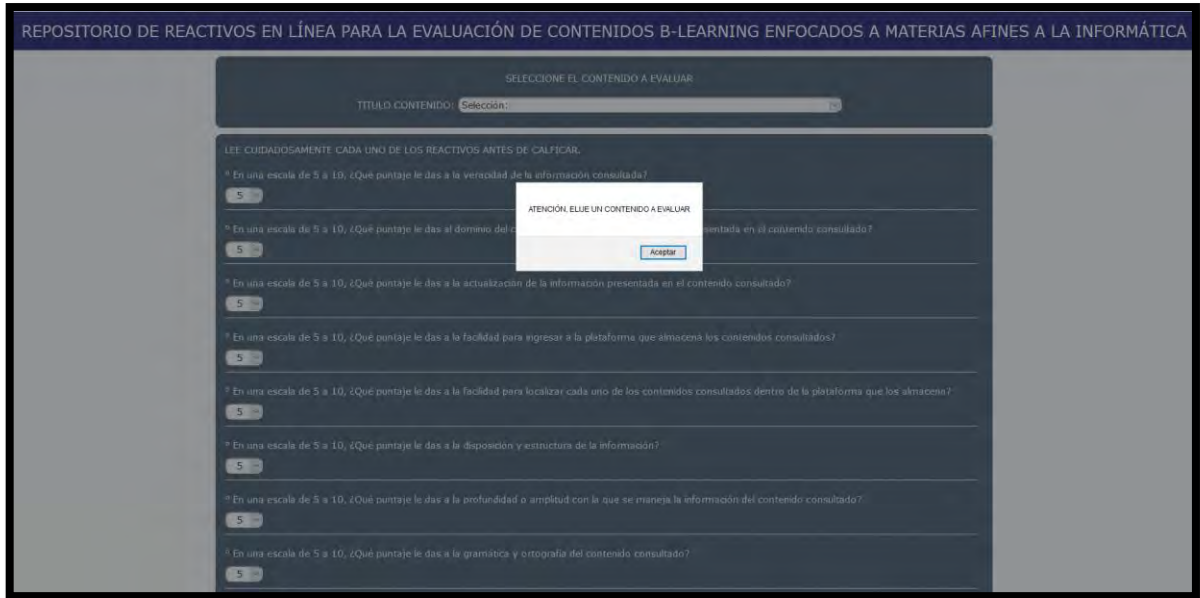 REPOSITORIO DE REACTIVOS EN LÍNEA PARA LA EVALUACIÓN DE CONTENIDOS B-LEARNING ENFOCADOS A MATERIAS AFINES A LA INFORMÁTICA
SELECCIONE EL CONTENIDO A EVALUAR
TITULO CONTENIDO: Selección:
LEE CUIDADOSAMENTE CADA UNO DE LOS REACTIVOS ANTES DE CALFICAR.
* En una escala de 5 a 10, ¿Qué puntaje le das a la veracidad de la información consultada?
5
ATENCIÓN, ELIJE UN CONTENIDO A EVALUAR
* En una escala de 5 a 10, ¿Qué puntaje le das al dominio del en el contenido consultado?
5
Aceptar
* En una escala de 5 a 10, ¿Qué puntaje le das a la actualización de la información presentada en el contenido consultado?
5
* En una escala de 5 a 10, ¿Qué puntaje le das a la facilidad para ingresar a la plataforma que almacena los contenidos consultados?
5
* En una escala de 5 a 10, ¿Qué puntaje le das a la facilidad para localizar cada uno de los contenidos consultados dentro de la plataforma que los almacena?
5
* En una escala de 5 a 10, ¿Qué puntaje le das a la disposición y estructura de la información?
5
* En una escala de 5 a 10, ¿Qué puntaje le das a la profundidad o amplitud con la que se maneja la información del contenido consultado?
5
* En una escala de 5 a 10, ¿Qué puntaje le das a la gramática y ortografía del contenido consultado?
5